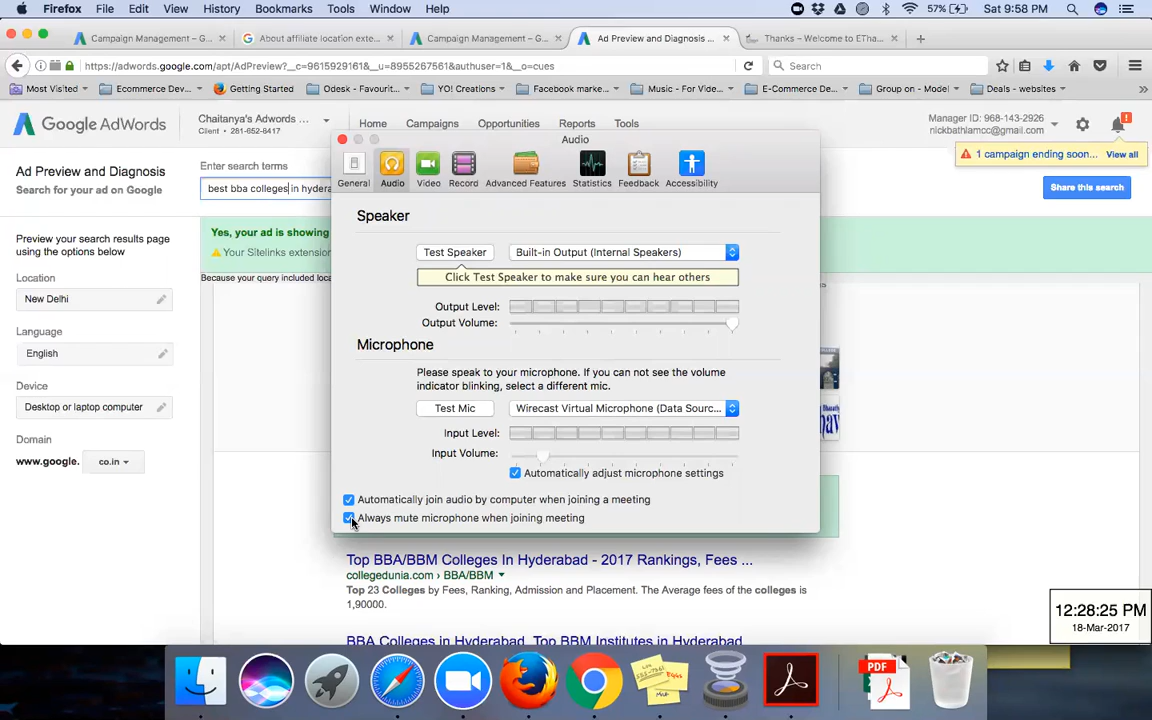 Firefox File Edit View History Bookmarks Tools Window Help 57% Sat 9:58 PM
Campaign Management – G... About affiliate location exte... Campaign Management – G... Ad Preview and Diagnosis Thanks – Welcome to ETha...
https://adwords.google.com/apt/AdPreview?__c=9615929161&__u=8955267561&authuser=1&__o=cues Search
Most Visited Ecommerce Dev... Getting Started Odesk - Favourit... YO! Creations Facebook marke... Music - For Vide... E-Commerce Dev... Group on - Model Deals - websites
Google AdWords
Chaitanya's Adwords ...
Client - 281-652-8417
Home Campaigns Opportunities Reports Tools
Manager ID: 968-143-2926
nickbathlamcc@gmail.com
1 campaign ending soon... View all
Ad Preview and Diagnosis
Search for your ad on Google
Enter search terms
best bba colleges in hydera
Share this search
Yes, your ad is showing
Your Sitelinks extension
Because your query included locat
Preview your search results page
using the options below
Location
New Delhi
Language
English
Device
Desktop or laptop computer
Domain
www.google. co.in
Audio
General Audio Video Record Advanced Features Statistics Feedback Accessibility
Speaker
Test Speaker Built-in Output (Internal Speakers)
Click Test Speaker to make sure you can hear others
Output Level:
Output Volume:
Microphone
Please speak to your microphone. If you can not see the volume
indicator blinking, select a different mic.
Test Mic Wirecast Virtual Microphone (Data Sourc...
Input Level:
Input Volume:
Automatically adjust microphone settings
Automatically join audio by computer when joining a meeting
Always mute microphone when joining meeting
Top BBA/BBM Colleges In Hyderabad - 2017 Rankings, Fees ...
collegedunia.com › BBA/BBM
Top 23 Colleges by Fees, Ranking, Admission and Placement. The Average fees of the colleges is
1,90000.
BBA Colleges in Hyderabad, Top BBM Institutes in Hyderabad
12:28:25 PM
18-Mar-2017
PDF